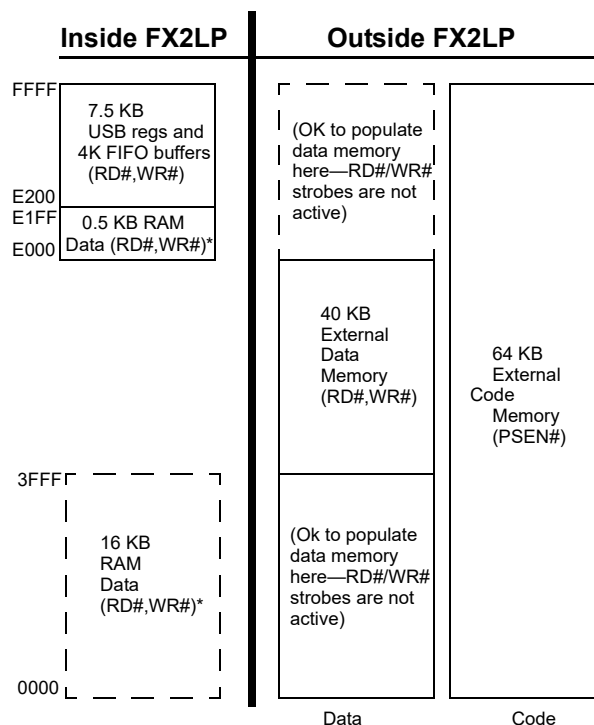 Inside FX2LP
Outside FX2LP
FFFF
7.5 KB
USB regs and
4K FIFO buffers
(RD#,WR#)
E200
E1FF
0.5 KB RAM
Data (RD#,WR#)*
E000
(OK to populate
data memory
here—RD#/WR#
strobes are not
active)
40 KB
External
Data
Memory
(RD#,WR#)
64 KB
External
Code
Memory
(PSEN#)
3FFF
16 KB
RAM
Data
(RD#,WR#)*
(Ok to populate
data memory
here—RD#/WR#
strobes are not
active)
0000
Data
Code